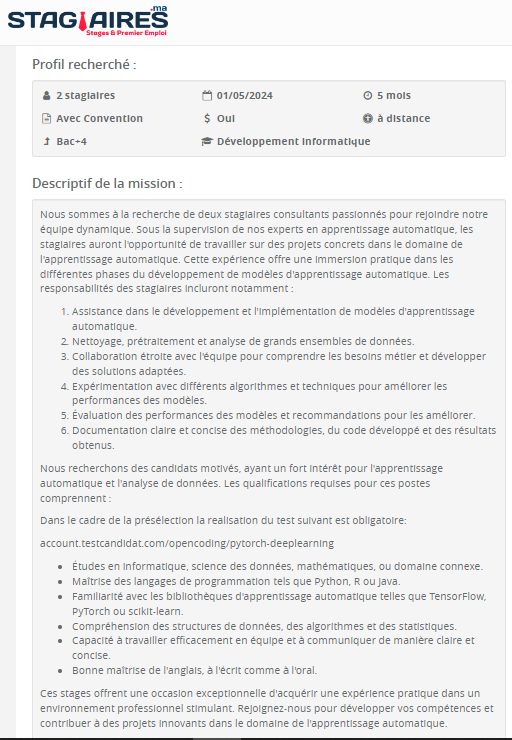 STAGIAIRES.ma
Stages & Premier Emploi
Profil recherché :
2 stagiaires
01/05/2024
5 mois
Avec Convention
$ Oui
à distance
Bac+4
Développement informatique
Descriptif de la mission :
Nous sommes à la recherche de deux stagiaires consultants passionnés pour rejoindre notre
équipe dynamique. Sous la supervision de nos experts en apprentissage automatique, les
stagiaires auront l'opportunité de travailler sur des projets concrets dans le domaine de
l'apprentissage automatique. Cette expérience offre une immersion pratique dans les
différentes phases du développement de modèles d'apprentissage automatique. Les
responsabilités des stagiaires incluront notamment :
1. Assistance dans le développement et l'implémentation de modèles d'apprentissage
automatique.
2. Nettoyage, prétraitement et analyse de grands ensembles de données.
3. Collaboration étroite avec l'équipe pour comprendre les besoins métier et développer
des solutions adaptées.
4. Expérimentation avec différents algorithmes et techniques pour améliorer les
performances des modèles.
5. Évaluation des performances des modèles et recommandations pour les améliorer.
6. Documentation claire et concise des méthodologies, du code développé et des résultats
obtenus.
Nous recherchons des candidats motivés, ayant un fort intérêt pour l'apprentissage
automatique et l'analyse de données. Les qualifications requises pour ces postes
comprennent :
Dans le cadre de la présélection la realisation du test suivant est obligatoire:
account.testcandidat.com/opencoding/pytorch-deeplearning
• Études en informatique, science des données, mathématiques, ou domaine connexe.
• Maîtrise des langages de programmation tels que Python, R ou Java.
• Familiarité avec les bibliothèques d'apprentissage automatique telles que TensorFlow,
PyTorch ou scikit-learn.
• Compréhension des structures de données, des algorithmes et des statistiques.
• Capacité à travailler efficacement en équipe et à communiquer de manière claire et
concise.
• Bonne maîtrise de l'anglais, à l'écrit comme à l'oral.
Ces stages offrent une occasion exceptionnelle d'acquérir une expérience pratique dans un
environnement professionnel stimulant. Rejoignez-nous pour développer vos compétences et
contribuer à des projets innovants dans le domaine de l'apprentissage automatique.